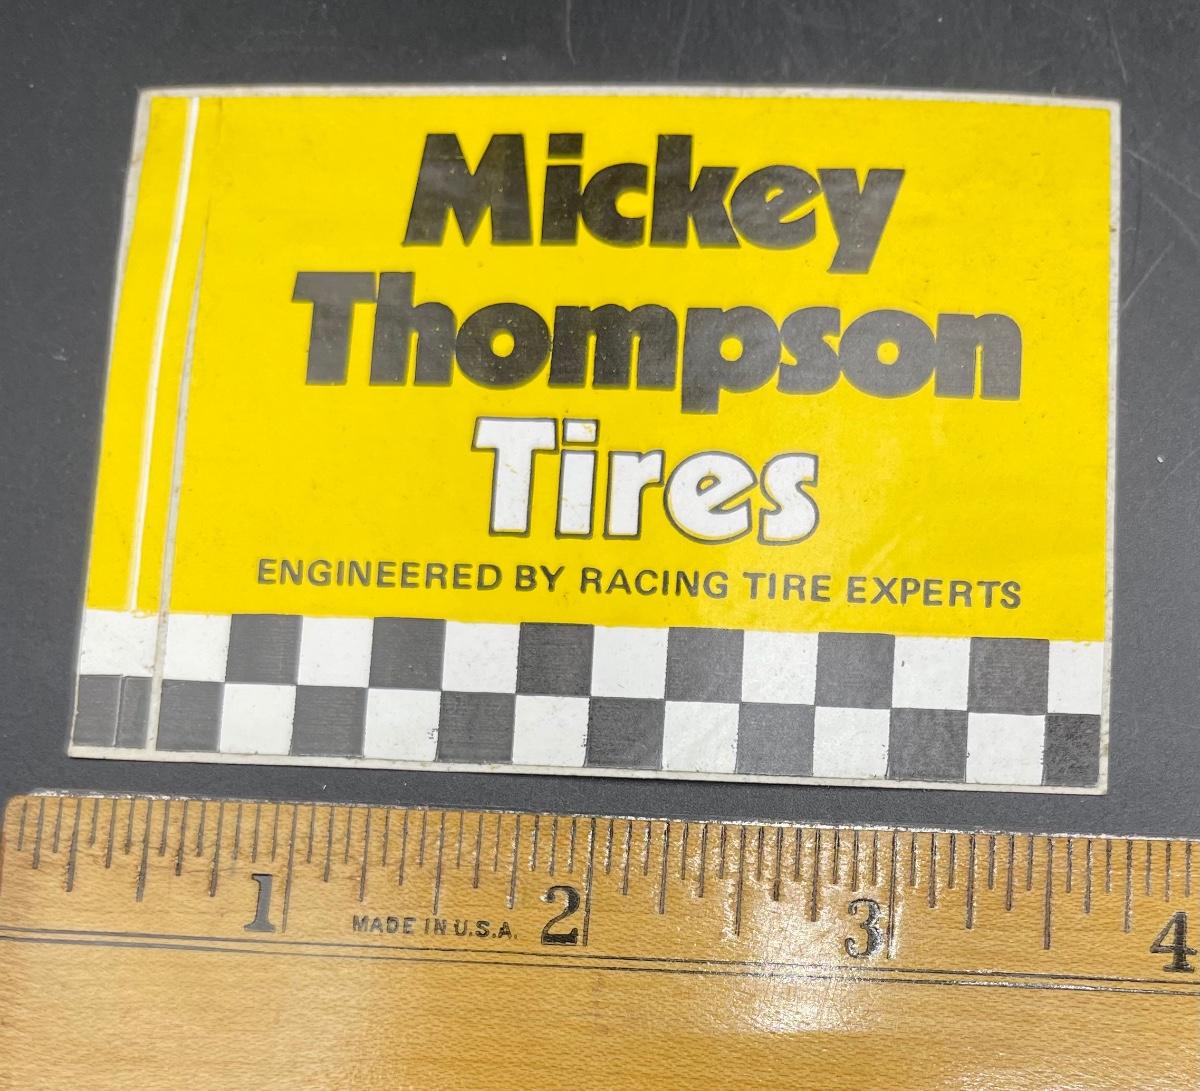 Mickey
Thompson
Tires
ENGINEERED BY RACING TIRE EXPERTS
1 2 3 4
MADE IN U.S.A.